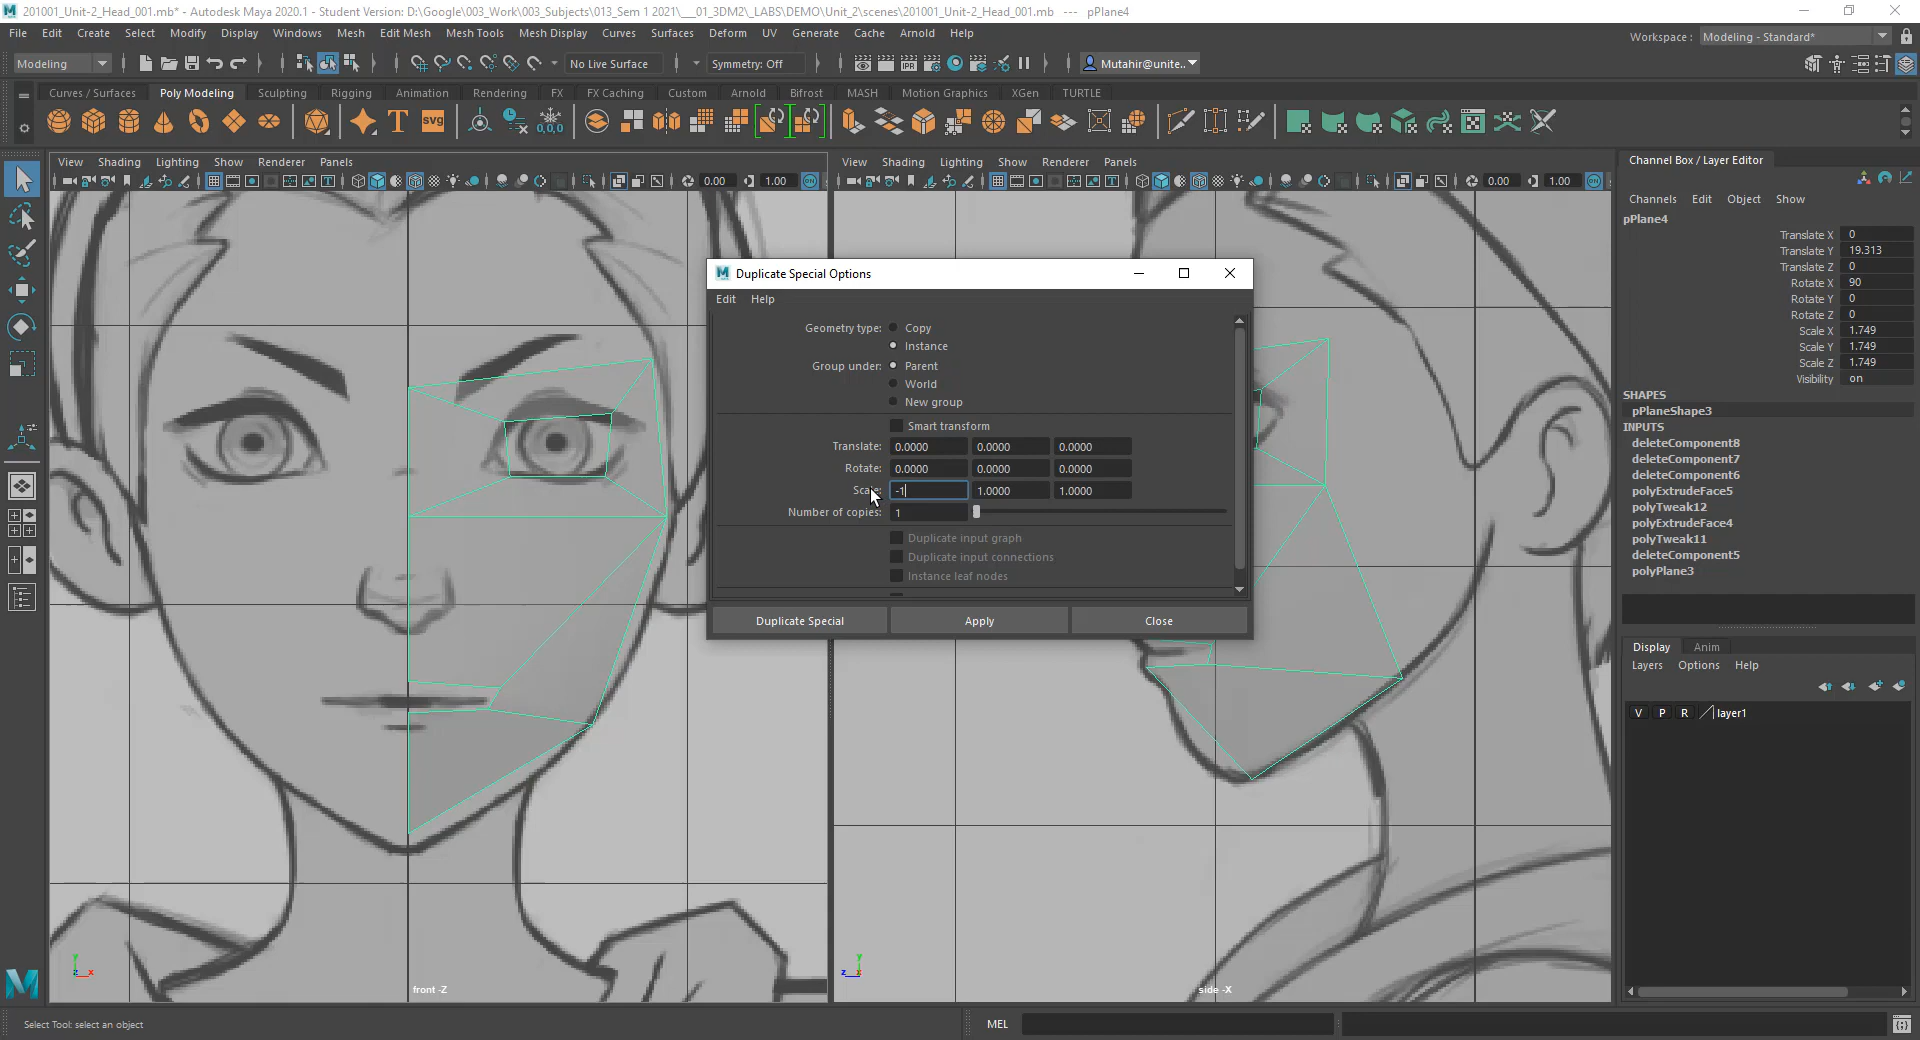 201001_Unit-2_Head_001.mb* - Autodesk Maya 2020.1 - Student Version: D:\Google\003_Work\003_Subjects\013_Sem 1 2021\___01_3DM2\_LABS\DEMO\Unit_2\scenes\201001_Unit-2_Head_001.mb --- pPlane4
File Edit Create Select Modify Display Windows Mesh Edit Mesh Mesh Tools Mesh Display Curves Surfaces Deform UV Generate Cache Arnold Help
Workspace : Modeling - Standard*
Modeling No Live Surface Symmetry: Off IPR Mutahir@unite..
Curves / Surfaces Poly Modeling Sculpting Rigging Animation Rendering FX FX Caching Custom Arnold Bifrost MASH Motion Graphics XGen TURTLE
T svg 0,0,0
View Shading Lighting Show Renderer Panels
0.00 1.00
View Shading Lighting Show Renderer Panels
0.00 1.00
Duplicate Special Options
Edit Help
Geometry type: Copy
Instance
Group under: Parent
World
New group
Smart transform
Translate: 0.0000 0.0000 0.0000
Rotate: 0.0000 0.0000 0.0000
Scale: -1 1.0000 1.0000
Number of copies: 1
Duplicate input graph
Duplicate input connections
Instance leaf nodes
Duplicate Special Apply Close
y x
front -Z
y z
side -X
Channel Box / Layer Editor
Channels Edit Object Show
pPlane4
Translate X 0
Translate Y 19.313
Translate Z 0
Rotate X 90
Rotate Y 0
Rotate Z 0
Scale X 1.749
Scale Y 1.749
Scale Z 1.749
Visibility on
SHAPES
pPlaneShape3
INPUTS
deleteComponent8
deleteComponent7
deleteComponent6
polyExtrudeFace5
polyTweak12
polyExtrudeFace4
polyTweak11
deleteComponent5
polyPlane3
Display Anim
Layers Options Help
V P R layer1
Select Tool: select an object
MEL